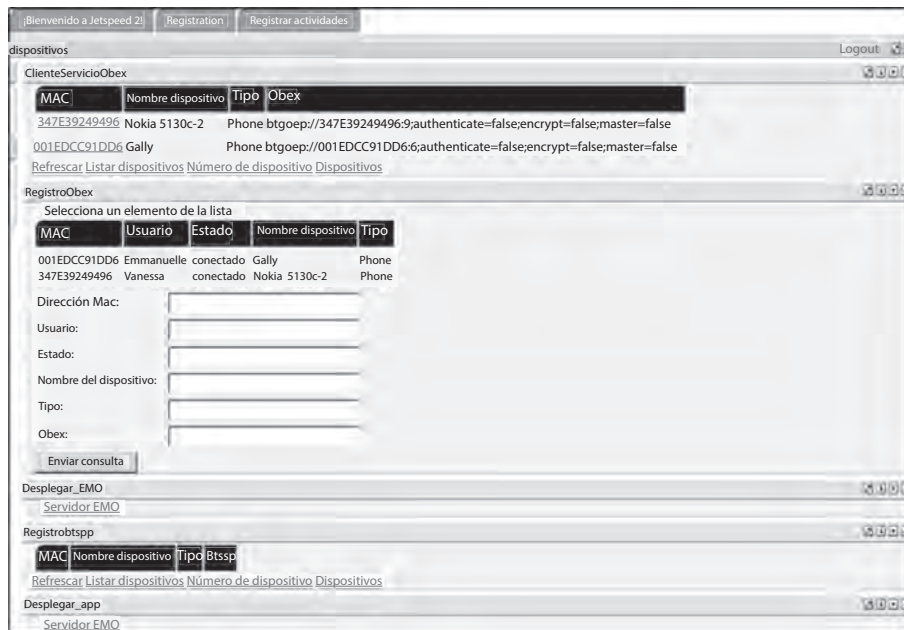 ¡Bienvenido a Jetspeed 2! Registration Registrar actividades
dispositivos Logout
ClienteServicioObex
MAC Nombre dispositivo Tipo Obex
347E39249496 Nokia 5130c-2 Phone btgoep://347E39249496:9;authenticate=false;encrypt=false;master=false
001EDCC91DD6 Gally Phone btgoep://001EDCC91DD6:6;authenticate=false;encrypt=false;master=false
Refrescar Listar dispositivos Número de dispositivo Dispositivos
RegistroObex
Selecciona un elemento de la lista
MAC Usuario Estado Nombre dispositivo Tipo
001EDCC91DD6 Emmanuelle conectado Gally Phone
347E39249496 Vanessa conectado Nokia 5130c-2 Phone
Dirección Mac:
Usuario:
Estado:
Nombre del dispositivo:
Tipo:
Obex:
Enviar consulta
Desplegar_EMO
Servidor EMO
Registrobtspp
MAC Nombre dispositivo Tipo Btssp
Refrescar Listar dispositivos Número de dispositivo Dispositivos
Desplegar_app
Servidor EMO